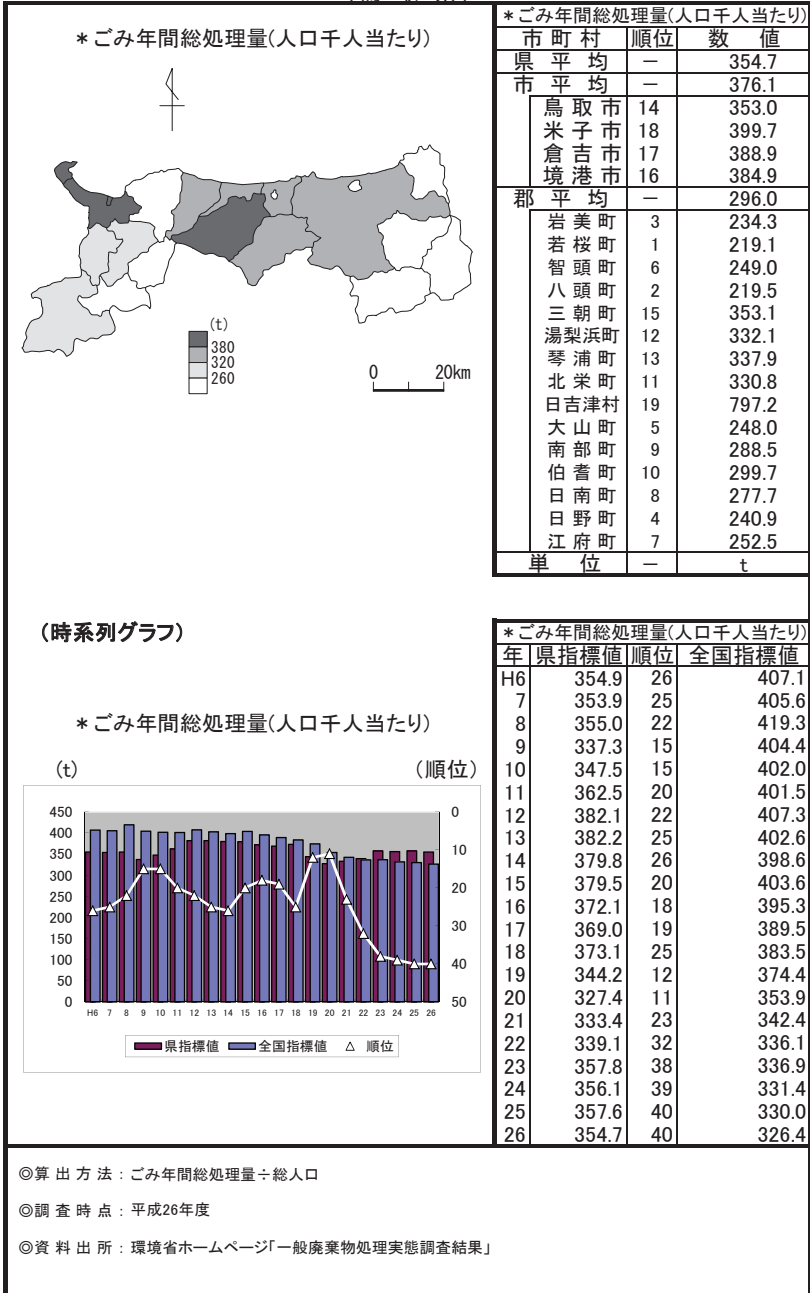 ＊ごみ年間総処理量(人口千人当たり)
(t)
380
320
260
0 20km
＊ごみ年間総処理量(人口千人当たり)
市町村 順位 数 値
県 平 均 － 354.7
市 平 均 － 376.1
鳥 取 市 14 353.0
米 子 市 18 399.7
倉 吉 市 17 388.9
境 港 市 16 384.9
郡 平 均 － 296.0
岩 美 町 3 234.3
若 桜 町 1 219.1
智 頭 町 6 249.0
八 頭 町 2 219.5
三 朝 町 15 353.1
湯梨浜町 12 332.1
琴 浦 町 13 337.9
北 栄 町 11 330.8
日吉津村 19 797.2
大 山 町 5 248.0
南 部 町 9 288.5
伯 耆 町 10 299.7
日 南 町 8 277.7
日 野 町 4 240.9
江 府 町 7 252.5
単 位 － t
(時系列グラフ)
＊ごみ年間総処理量(人口千人当たり)
(t) (順位)
450 0
400
350 10
300
250 20
200
150 30
100 40
50
0 50
H6 7 8 9 10 11 12 13 14 15 16 17 18 19 20 21 22 23 24 25 26
県指標値 全国指標値 △ 順位
＊ごみ年間総処理量(人口千人当たり)
年 県指標値 順位 全国指標値
H6 354.9 26 407.1
7 353.9 25 405.6
8 355.0 22 419.3
9 337.3 15 404.4
10 347.5 15 402.0
11 362.5 20 401.5
12 382.1 22 407.3
13 382.2 25 402.6
14 379.8 26 398.6
15 379.5 20 403.6
16 372.1 18 395.3
17 369.0 19 389.5
18 373.1 25 383.5
19 344.2 12 374.4
20 327.4 11 353.9
21 333.4 23 342.4
22 339.1 32 336.1
23 357.8 38 336.9
24 356.1 39 331.4
25 357.6 40 330.0
26 354.7 40 326.4
◎算 出 方 法 ：ごみ年間総処理量÷総人口
◎調 査 時 点 ：平成26年度
◎資 料 出 所 ：環境省ホームページ「一般廃棄物処理実態調査結果」